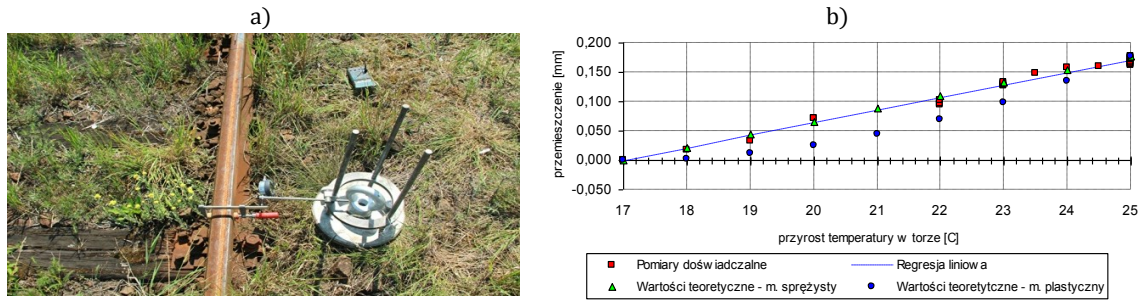 a)
b)
przemieszczenie [mm]
0,200
0,150
0,100
0,050
0,000
-0,050
17 18 19 20 21 22 23 24 25
przyrost temperatury w torze [C]
Pomiary doświadczalne
Regresja liniowa
Wartości teoretyczne - m. sprężysty
Wartości teoretyczne - m. plastyczny